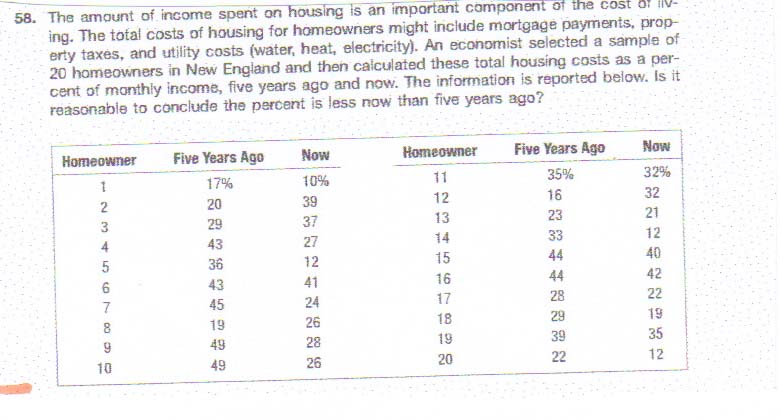 58. The amount of income spent on housing is an important component of the cost of liv-
ing. The total costs of housing for homeowners might include mortgage payments, prop-
erty taxes, and utility costs (water, heat, electricity). An economist selected a sample of
20 homeowners in New England and then calculated these total housing costs as a per-
cent of monthly income, five years ago and now. The information is reported below. Is it
reasonable to conclude the percent is less now than five years ago?
Homeowner Five Years Ago Now Homeowner Five Years Ago Now
1 17% 10% 11 35% 32%
2 20 39 12 16 32
3 29 37 13 23 21
4 43 27 14 33 12
5 36 12 15 44 40
6 43 41 16 44 42
7 45 24 17 28 22
8 19 26 18 29 19
9 49 28 19 39 35
10 49 26 20 22 12